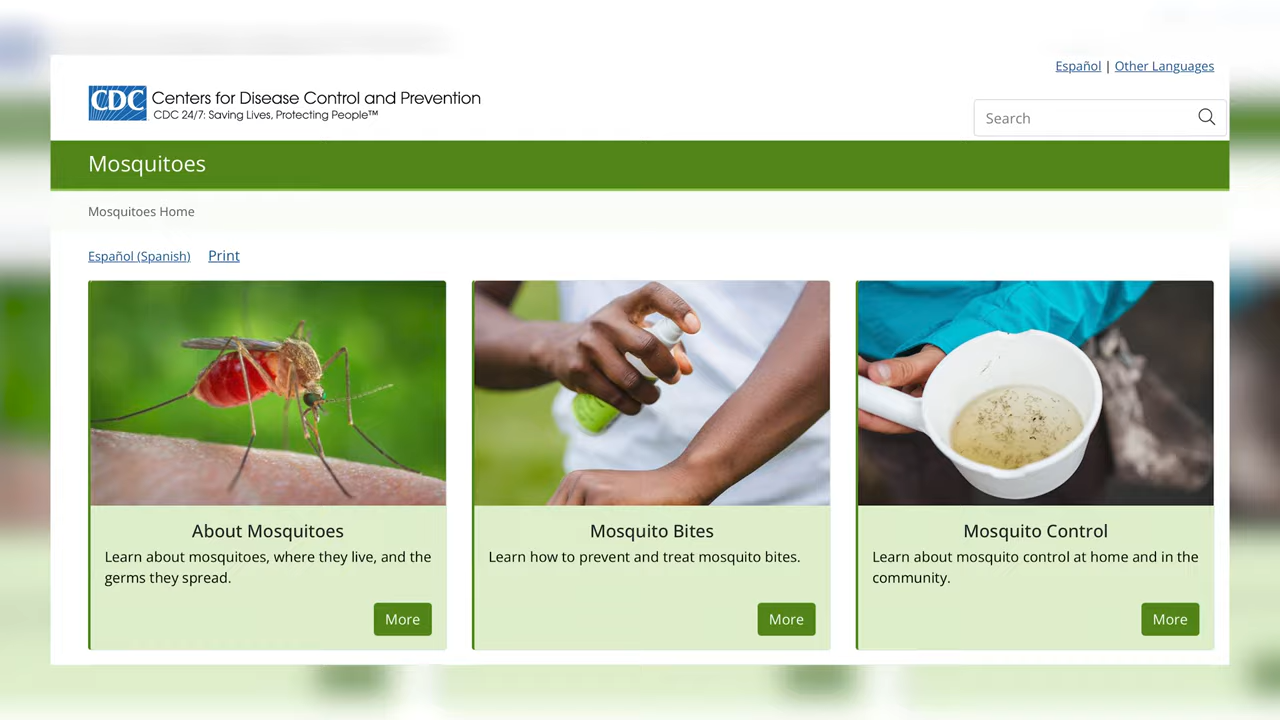 Español | Other Languages
CDC Centers for Disease Control and Prevention
CDC 24/7: Saving Lives, Protecting People™
Search
Mosquitoes
Mosquitoes Home
Español (Spanish) Print
About Mosquitoes
Learn about mosquitoes, where they live, and the
germs they spread.
More
Mosquito Bites
Learn how to prevent and treat mosquito bites.
More
Mosquito Control
Learn about mosquito control at home and in the
community.
More